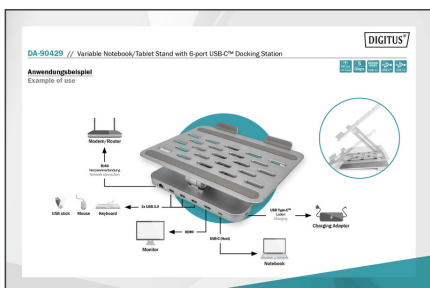 DIGITUS®
DA-90429 // Variable Notebook/Tablet Stand with 6-port USB-C™ Docking Station
Anwendungsbeispiel
Example of use
Modem/Router
RJ45
Netzwerkverbindung
Network connection
USB stick
Mouse
Keyboard
3x USB 3.0
HDMI
Monitor
USB-C (Host)
Notebook
USB Type-C™
Laden
Charging
Charging Adapter